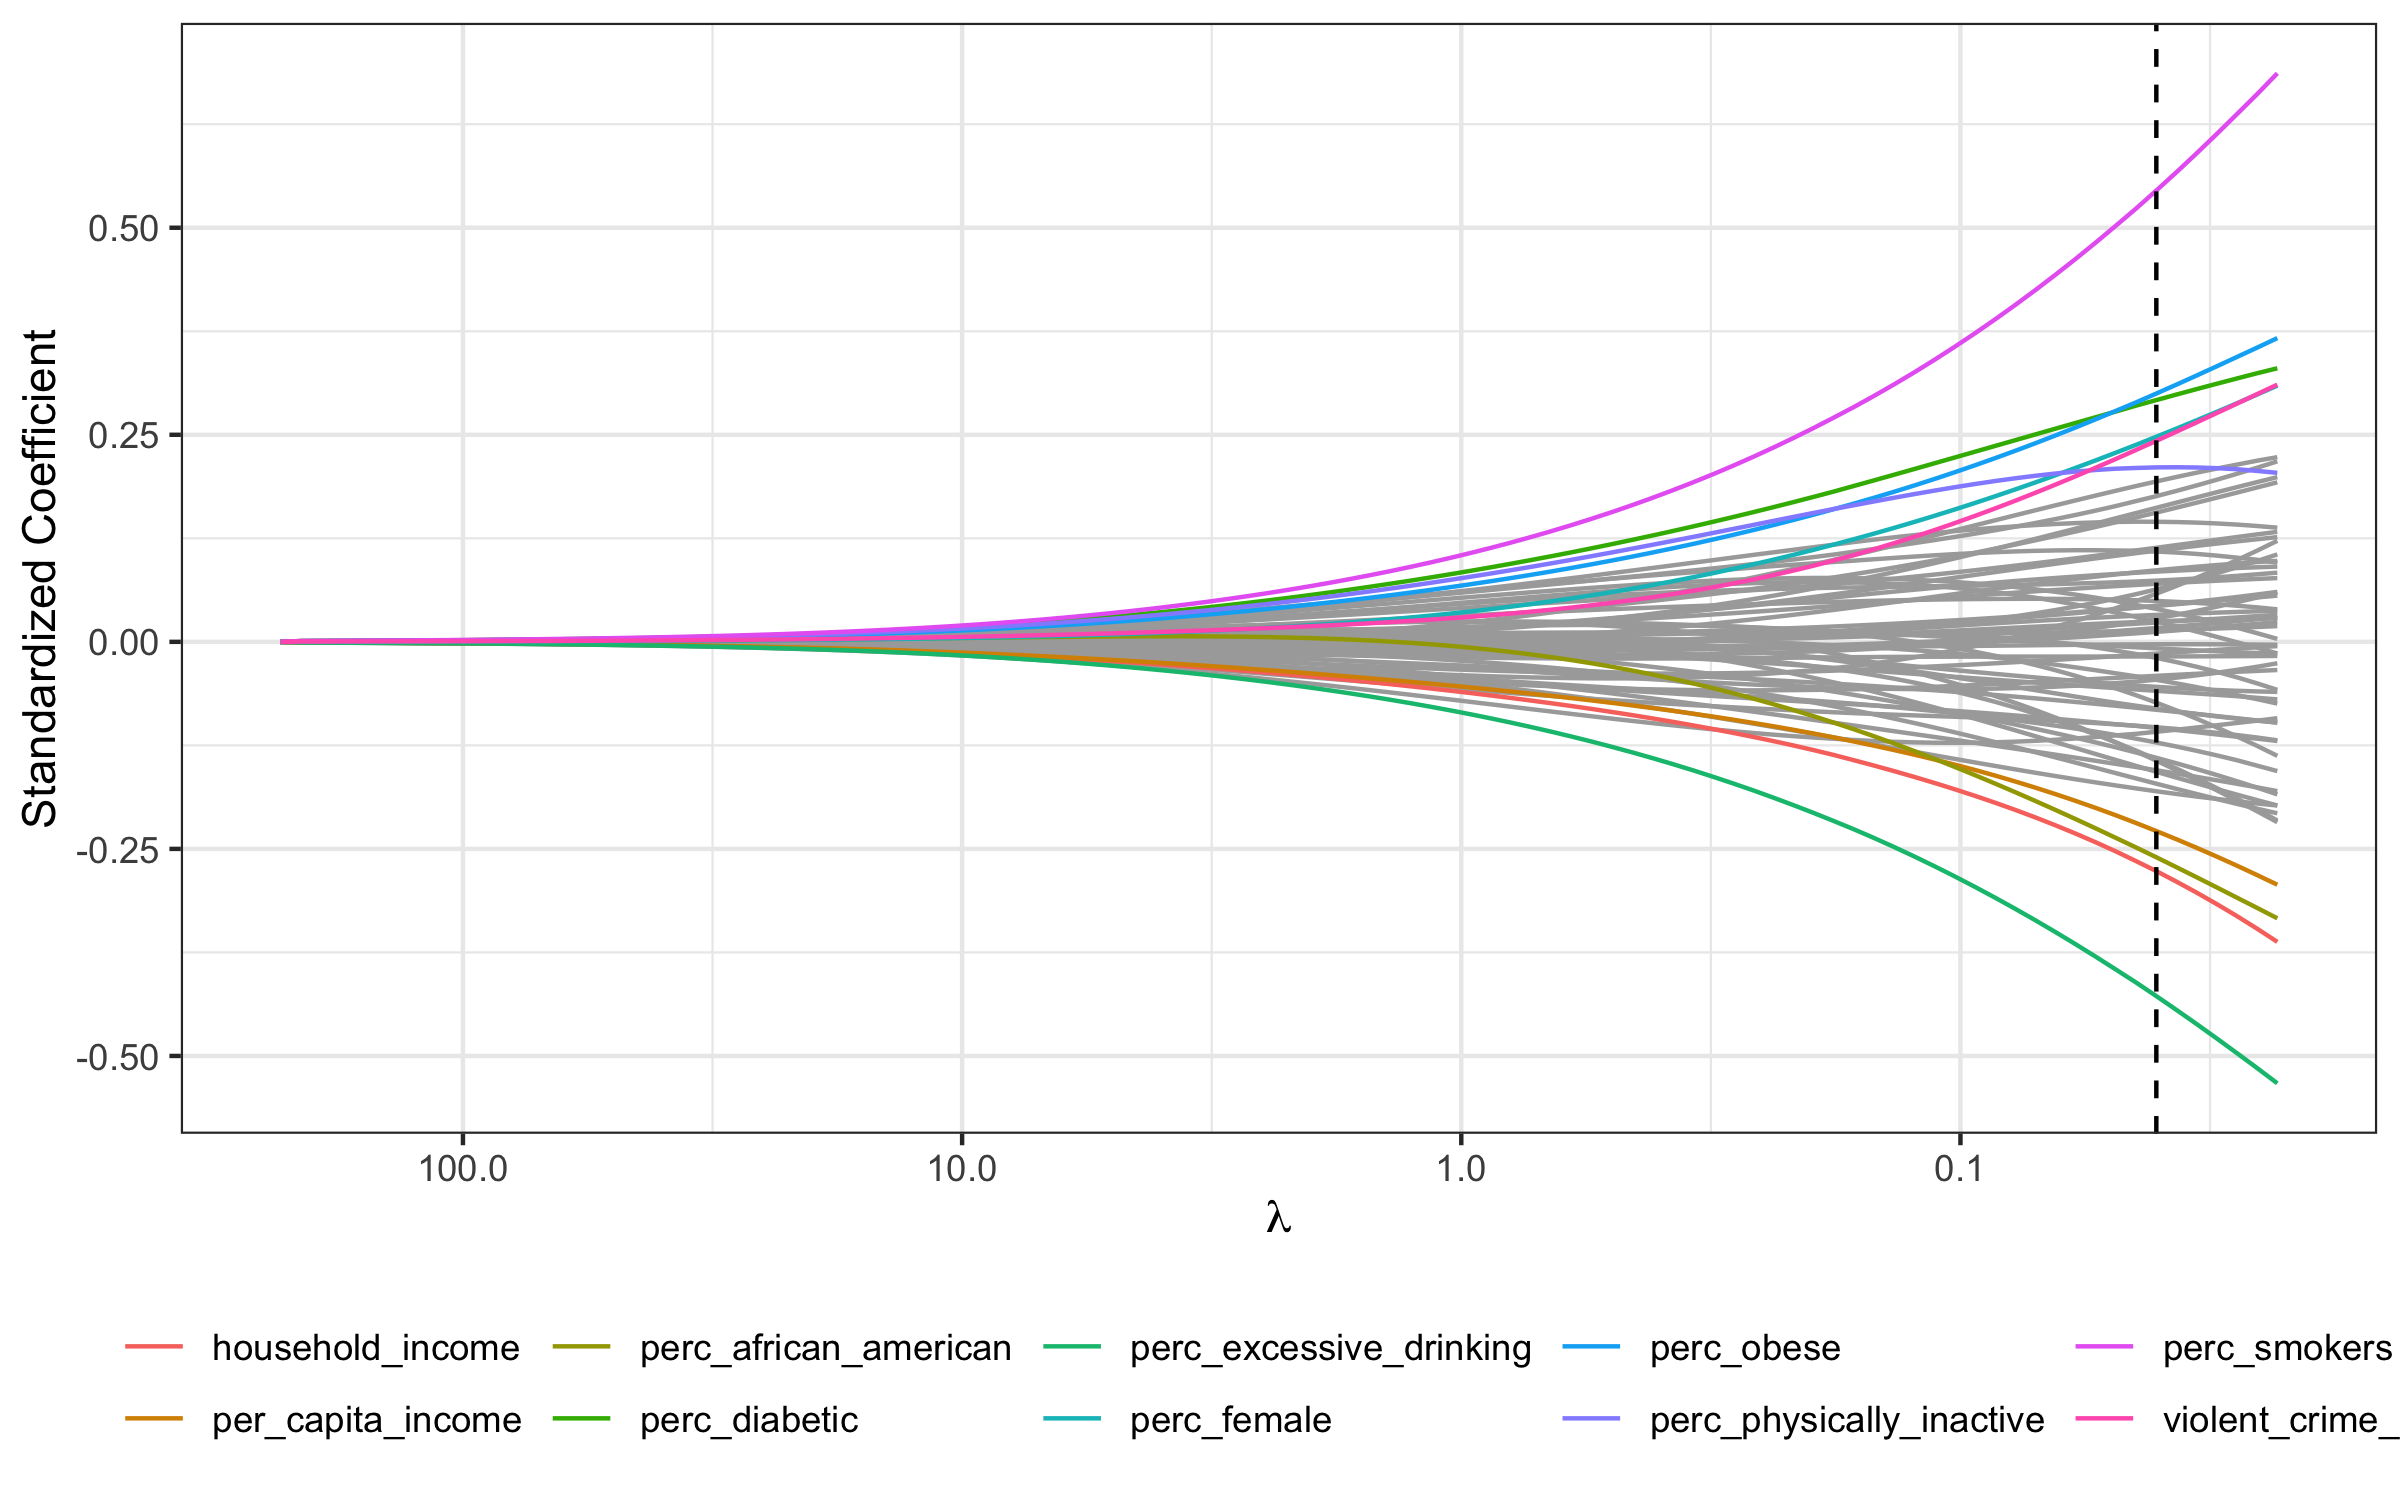 Standardized Coefficient
0.50
0.25
0.00
-0.25
-0.50
100.0 10.0 1.0 0.1
λ
household_income perc_african_american perc_excessive_drinking perc_obese perc_smokers
per_capita_income perc_diabetic perc_female perc_physically_inactive violent_crime_